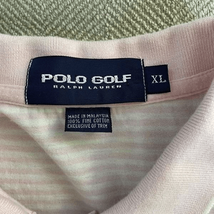 POLO GOLF
RALPH LAUREN
XL
MADE IN MALAYSIA
100% FINE COTTON
EXCLUSIVE OF TRIM